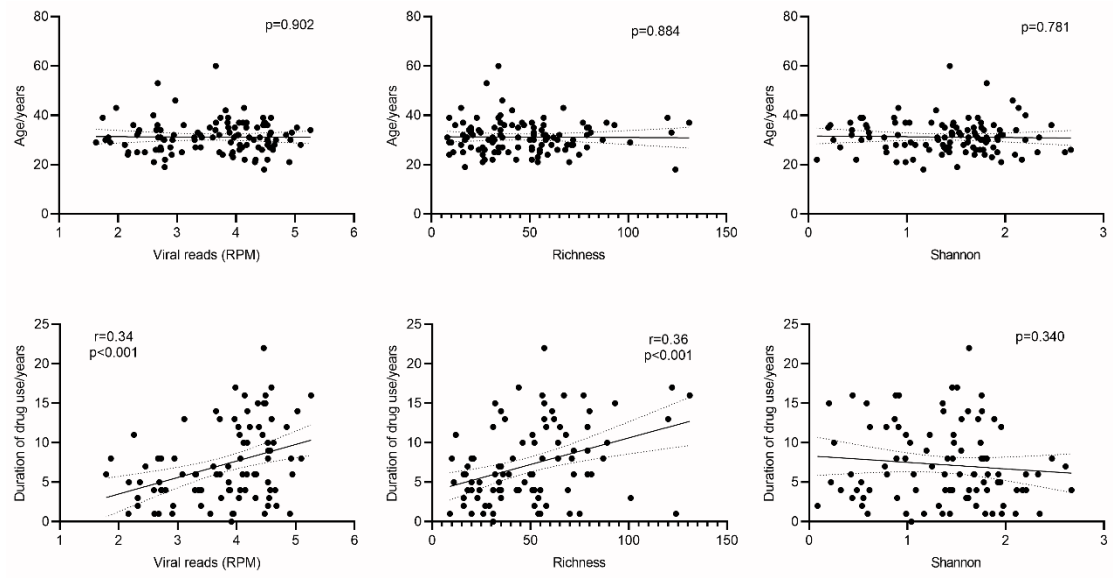 p=0.902
80
60
40
20
0
Age/years
1 2 3 4 5 6
Viral reads (RPM)
p=0.884
80
60
40
20
0
Age/years
0 50 100 150
Richness
p=0.781
80
60
40
20
0
Age/years
0 1 2 3
Shannon
r=0.34
p<0.001
25
20
15
10
5
0
Duration of drug use/years
1 2 3 4 5 6
Viral reads (RPM)
r=0.36
p<0.001
25
20
15
10
5
0
Duration of drug use/years
0 50 100 150
Richness
p=0.340
25
20
15
10
5
0
Duration of drug use/years
0 1 2 3
Shannon